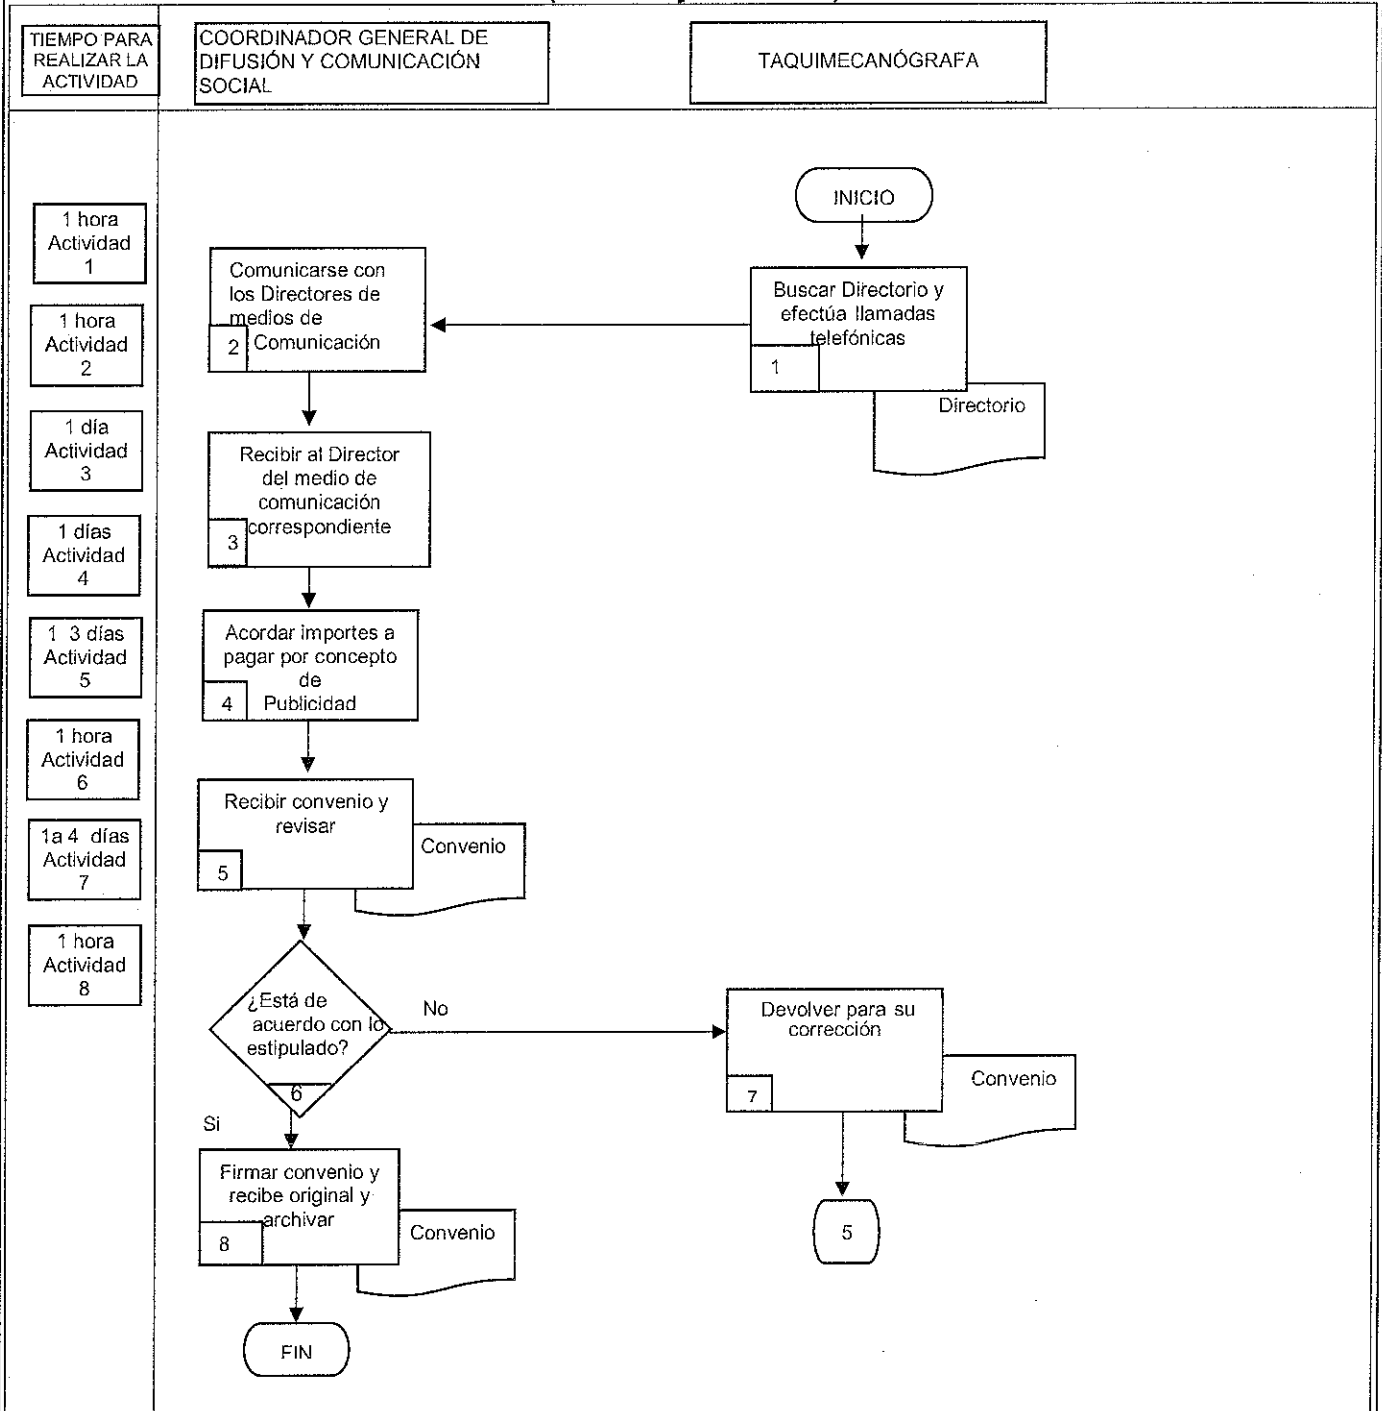 TIEMPO PARA
REALIZAR LA
ACTIVIDAD
COORDINADOR GENERAL DE
DIFUSIÓN Y COMUNICACIÓN
SOCIAL
TAQUIMECANÓGRAFA
1 hora
Actividad
1
1 hora
Actividad
2
1 día
Actividad
3
1 días
Actividad
4
1 3 días
Actividad
5
1 hora
Actividad
6
1a 4 días
Actividad
7
1 hora
Actividad
8
INICIO
Buscar Directorio y
efectúa llamadas
telefónicas
1
Directorio
Comunicarse con
los Directores de
medios de
Comunicación
2
Recibir al Director
del medio de
comunicación
correspondiente
3
Acordar importes a
pagar por concepto
de
Publicidad
4
Recibir convenio y
revisar
5
Convenio
¿Está de
acuerdo con lo
estipulado?
6
No
Si
Devolver para su
corrección
7
Convenio
5
Firmar convenio y
recibe original y
archivar
8
Convenio
FIN